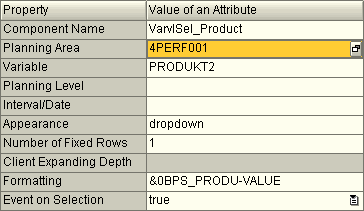 Property Value of an Attribute
Component Name VarvlSel_Product
Planning Area 4PERF001
Variable PRODUKT2
Planning Level
Interval/Date
Appearance dropdown
Number of Fixed Rows 1
Client Expanding Depth
Formatting &0BPS_PRODU-VALUE
Event on Selection true